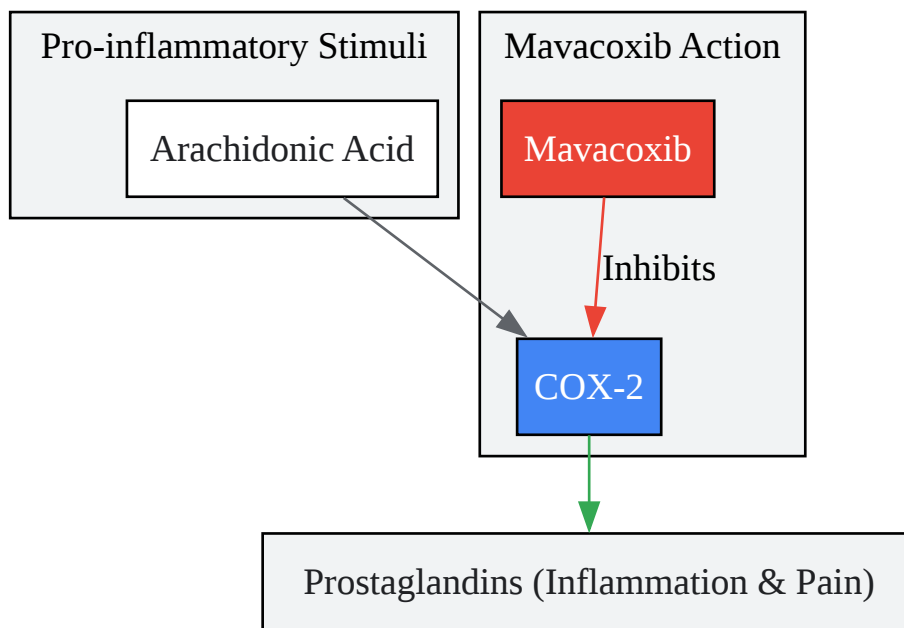 Pro-inflammatory Stimuli
Mavacoxib Action
Arachidonic Acid
Mavacoxib
Inhibits
COX-2
Prostaglandins (Inflammation & Pain)